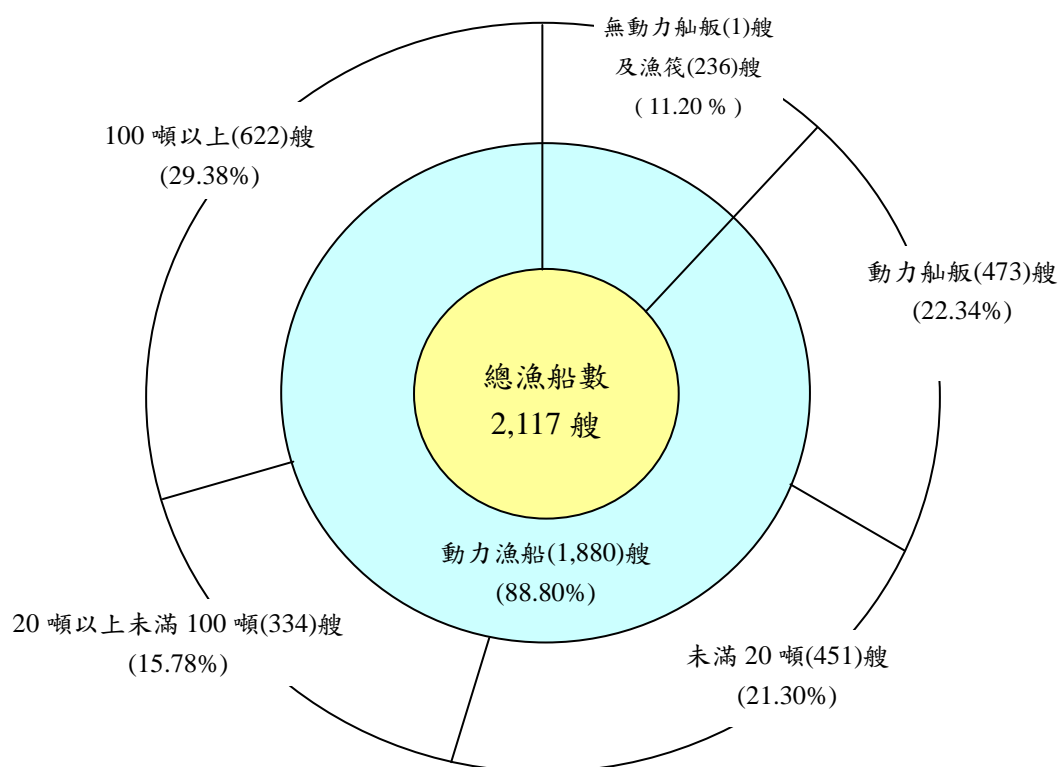 無動力舢舨(1)艘
及漁筏(236)艘
( 11.20 % )
100 噸以上(622)艘
(29.38%)
動力舢舨(473)艘
(22.34%)
總漁船數
2,117 艘
動力漁船(1,880)艘
(88.80%)
20 噸以上未滿 100 噸(334)艘
(15.78%)
未滿 20 噸(451)艘
(21.30%)